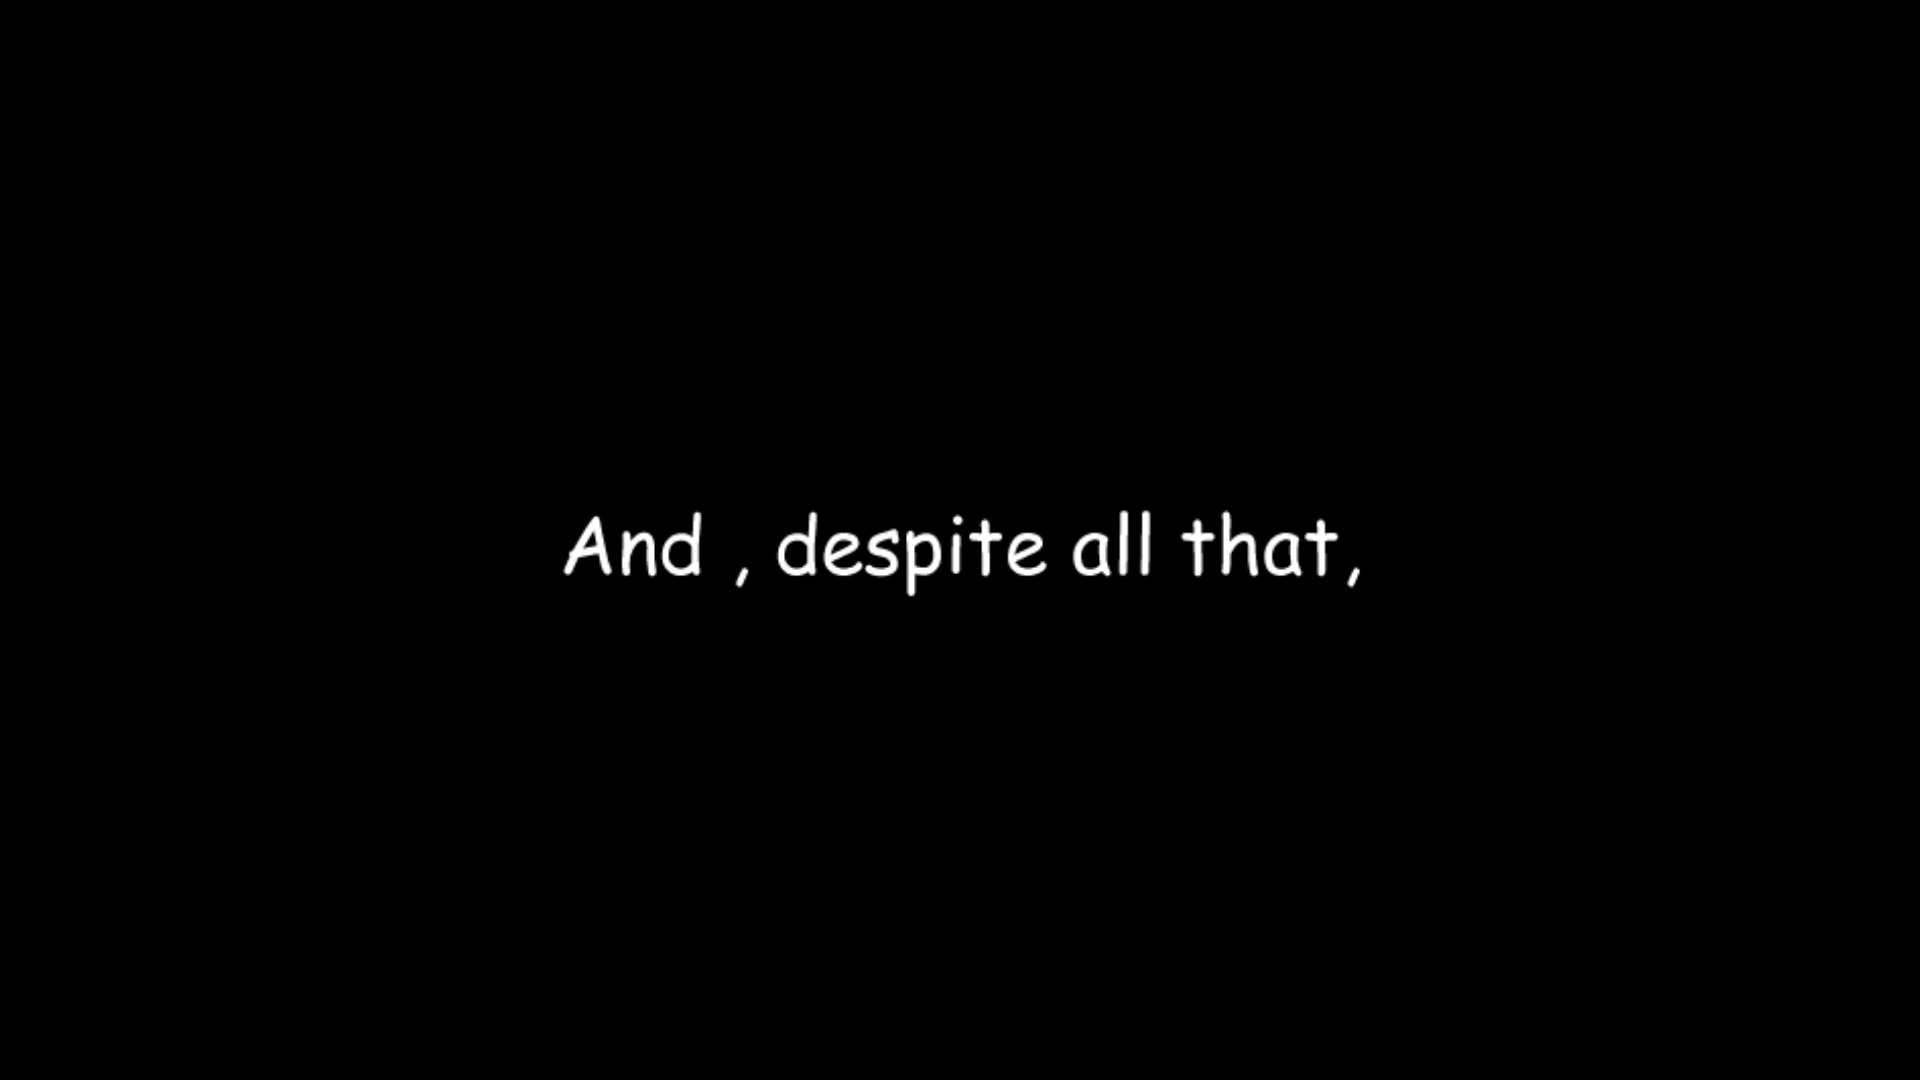 And , despite all that,